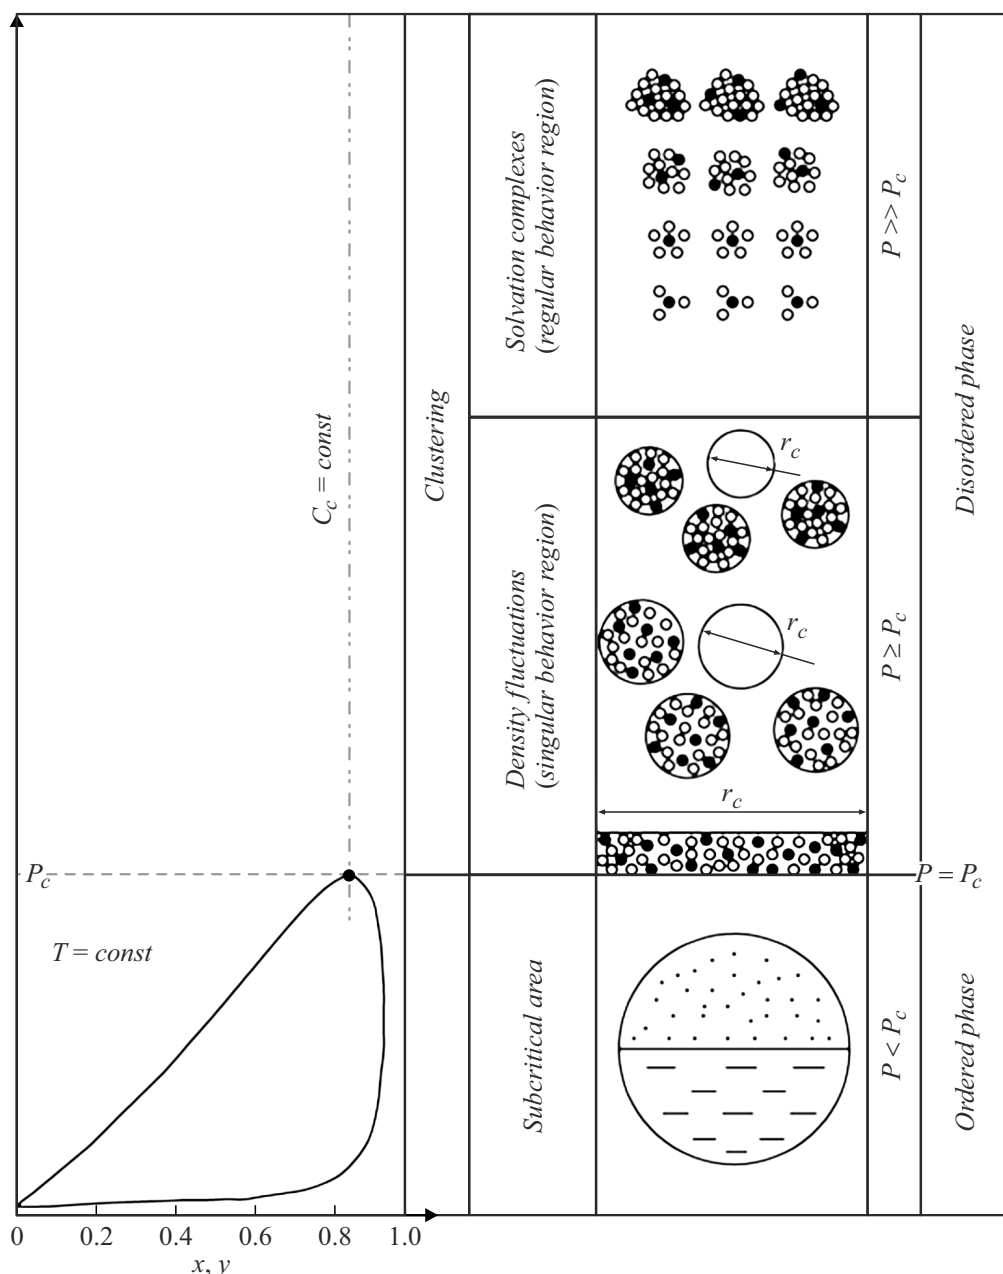 Solvation complexes
(regular behavior region)
P >> P_c
C_c = const
Clustering
Disordered phase
r_c
Density fluctuations
(singular behavior region)
r_c
P ≥ P_c
r_c
P_c
P = P_c
T = const
Subcritical area
P < P_c
Ordered phase
0 0.2 0.4 0.6 0.8 1.0
x, y